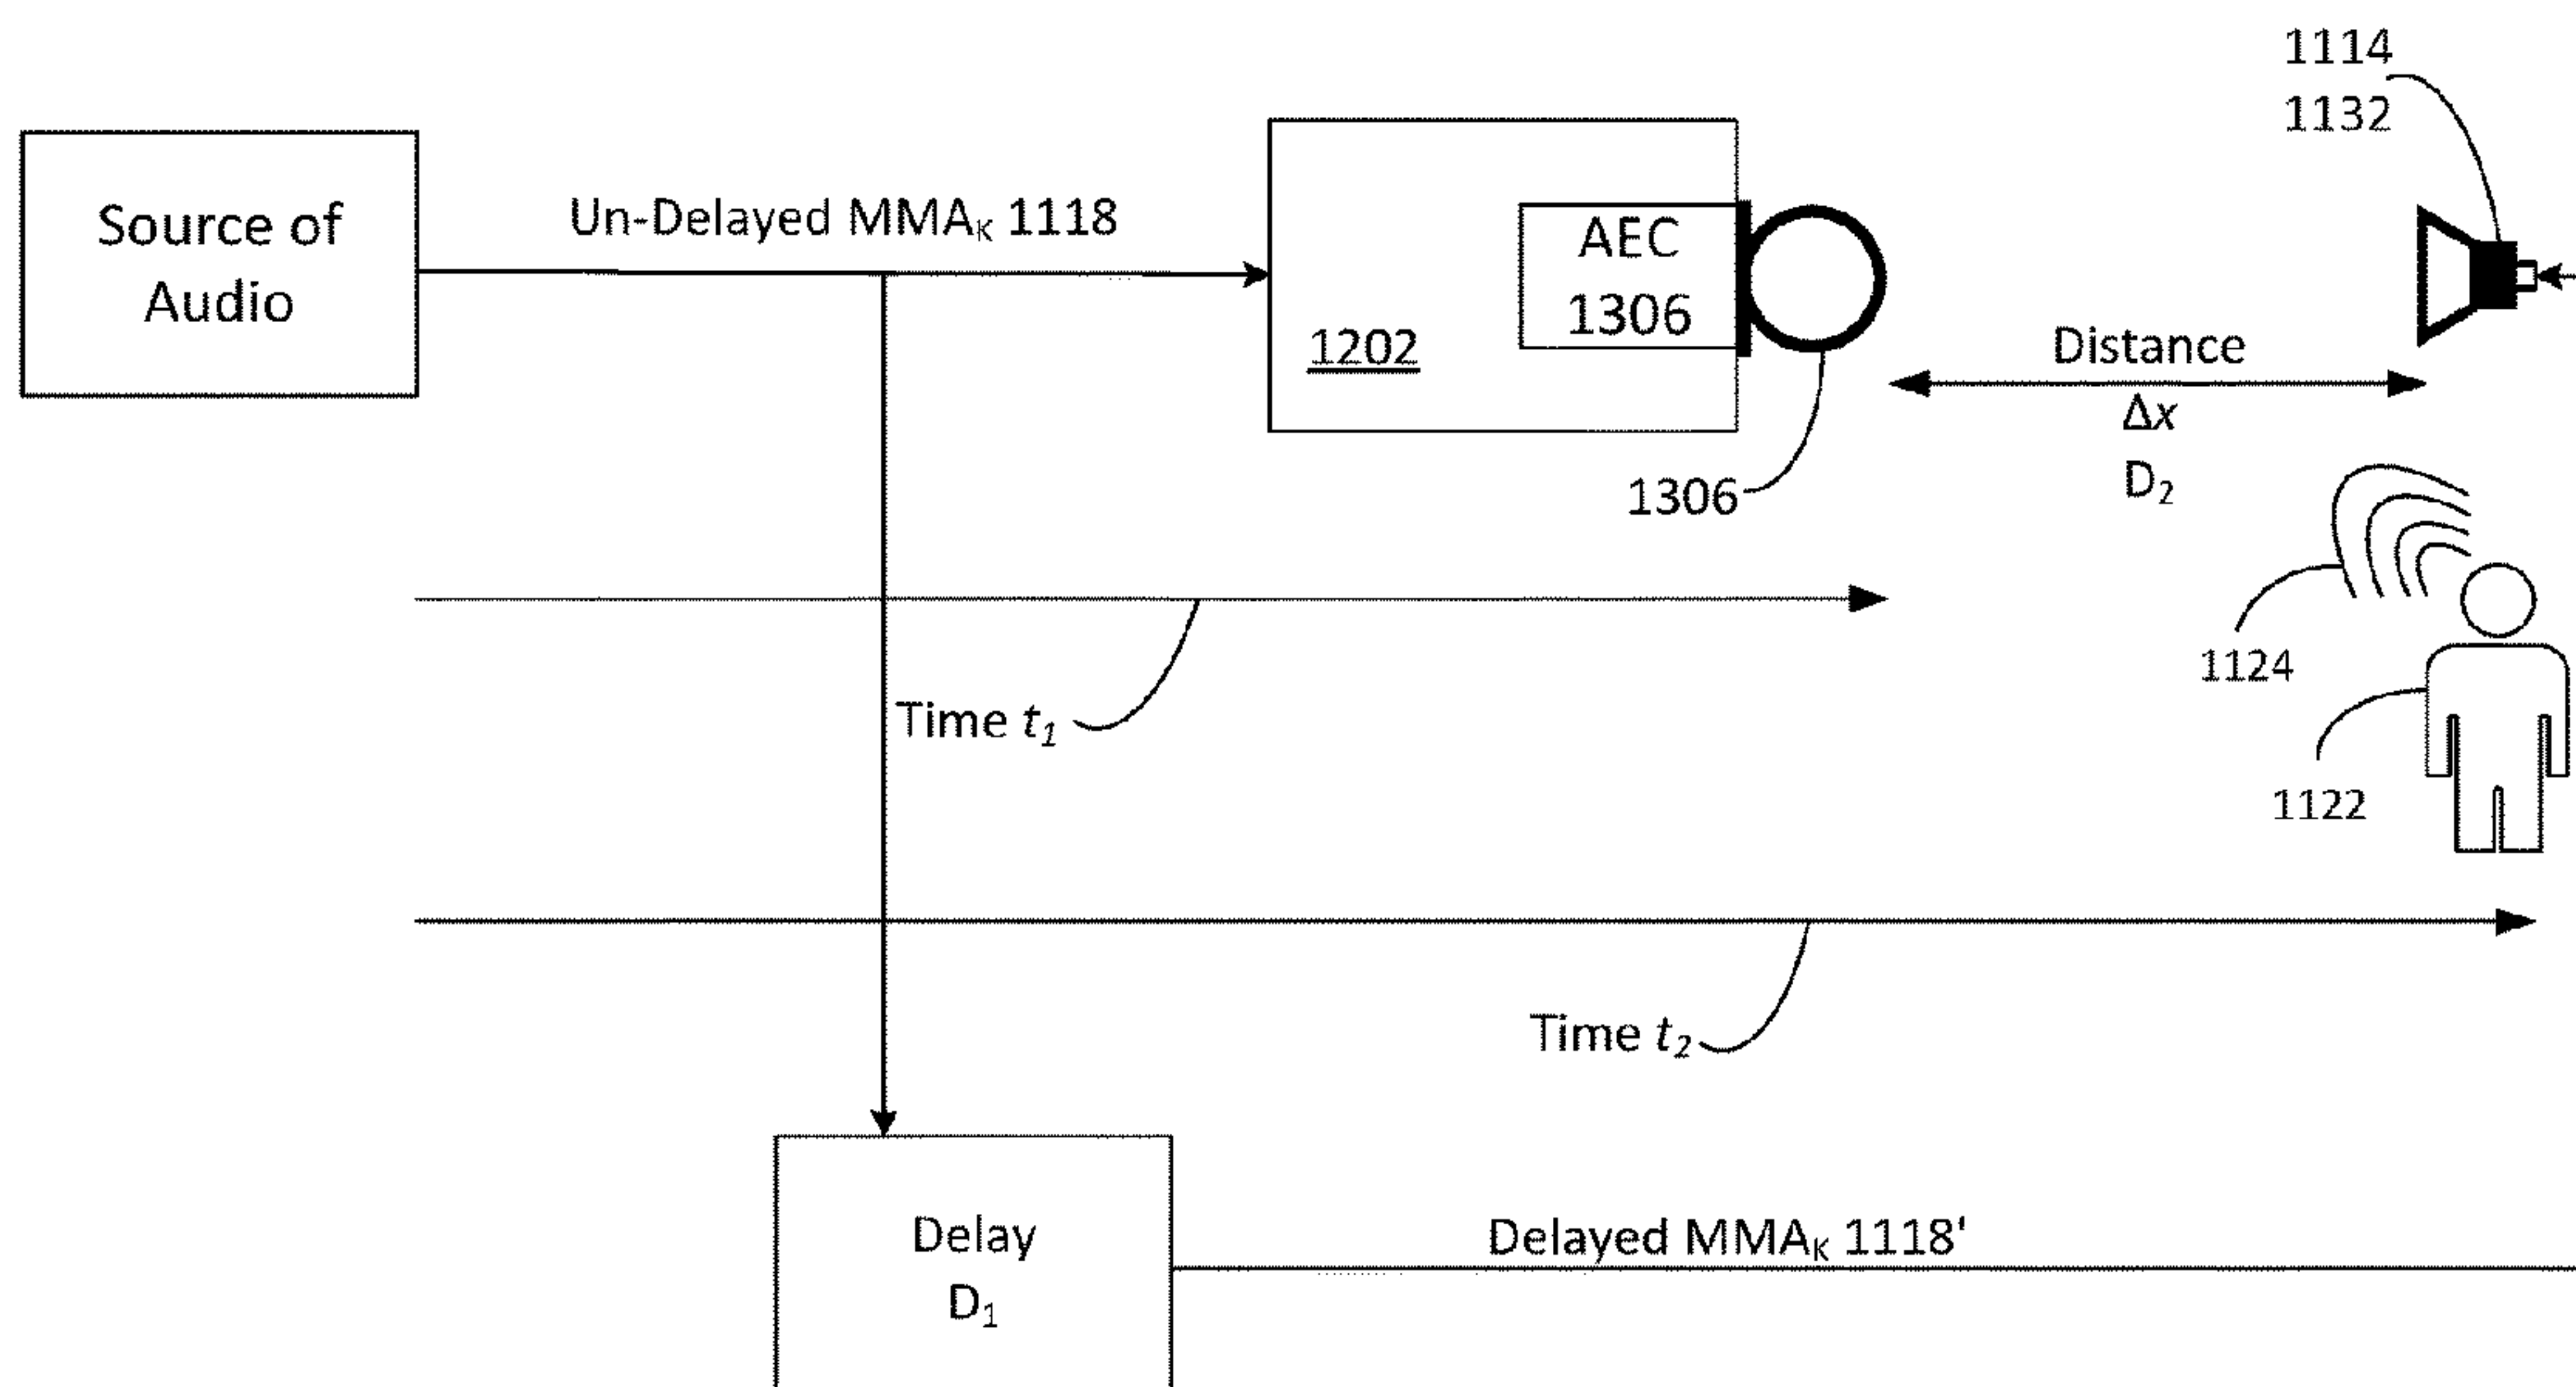 1114
1132
Source of
Audio
Un-Delayed MMAK 1118
AEC
1306
1202
Distance
Δx
D2
1306
1124
Time t1
1122
Time t2
Delay
D1
Delayed MMAK 1118'